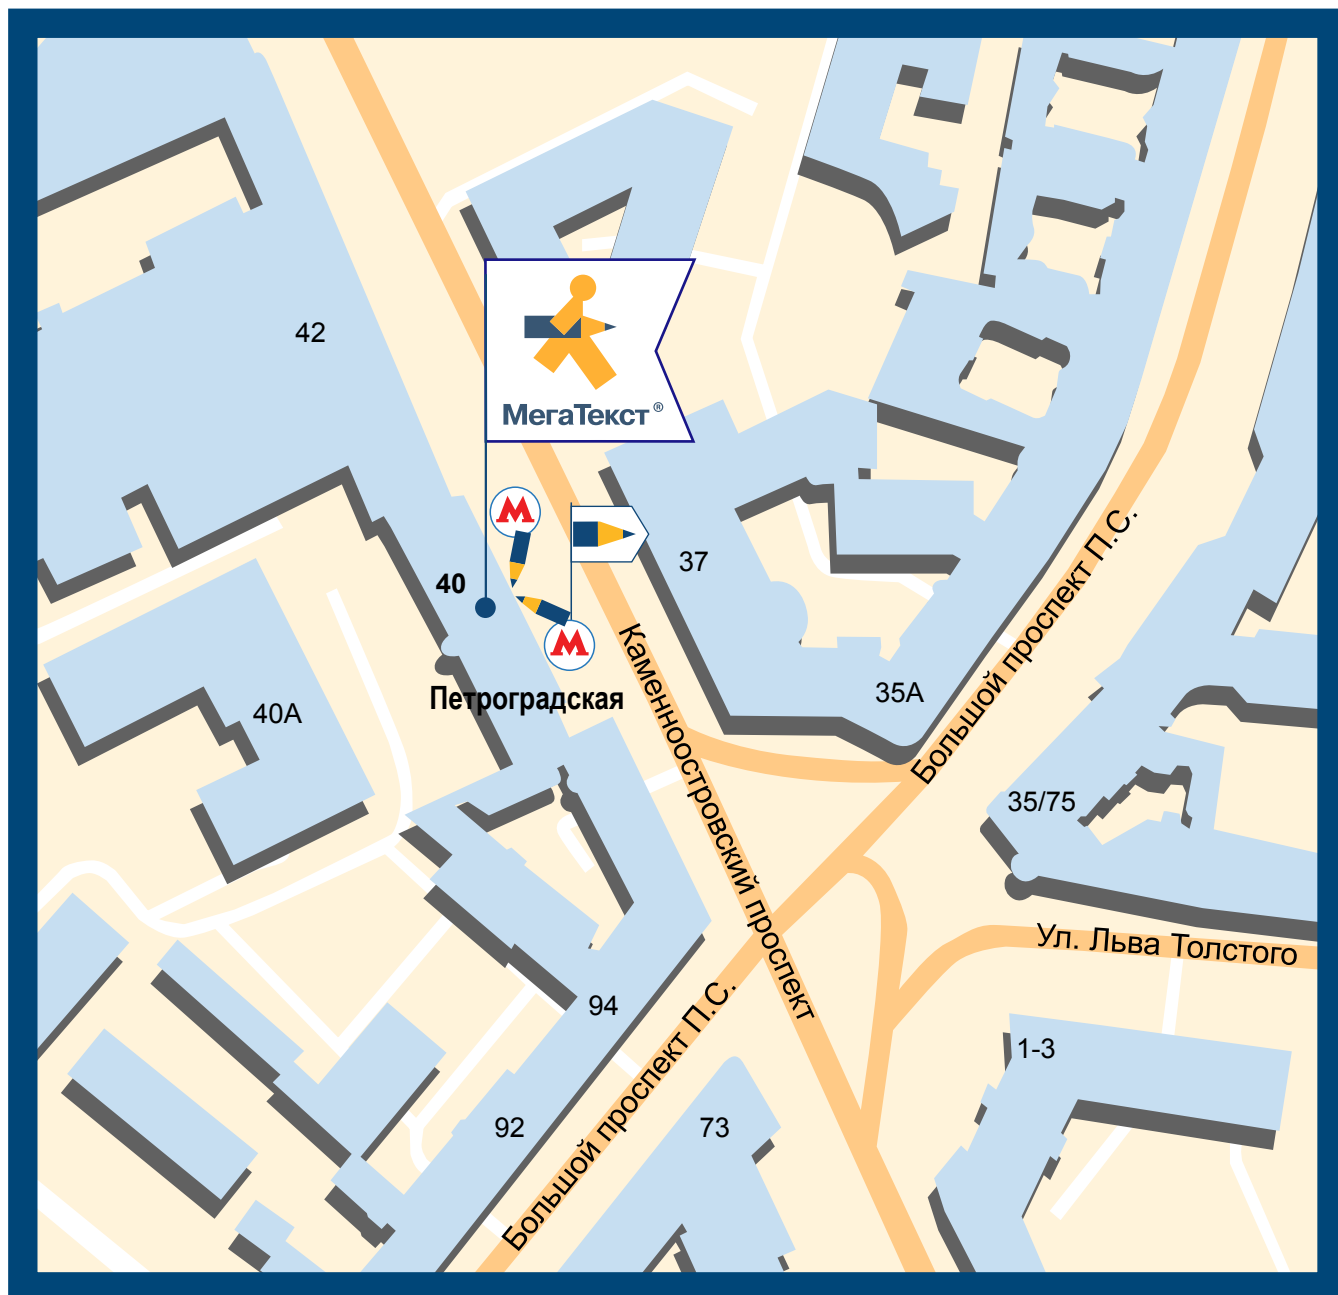 42
МегаТекст®
М
40
37
М
Петроградская
40А
35А
Каменноостровский проспект
Большой проспект П.С.
35/75
Ул. Льва Толстого
94
1-3
92
73
Большой проспект П.С.